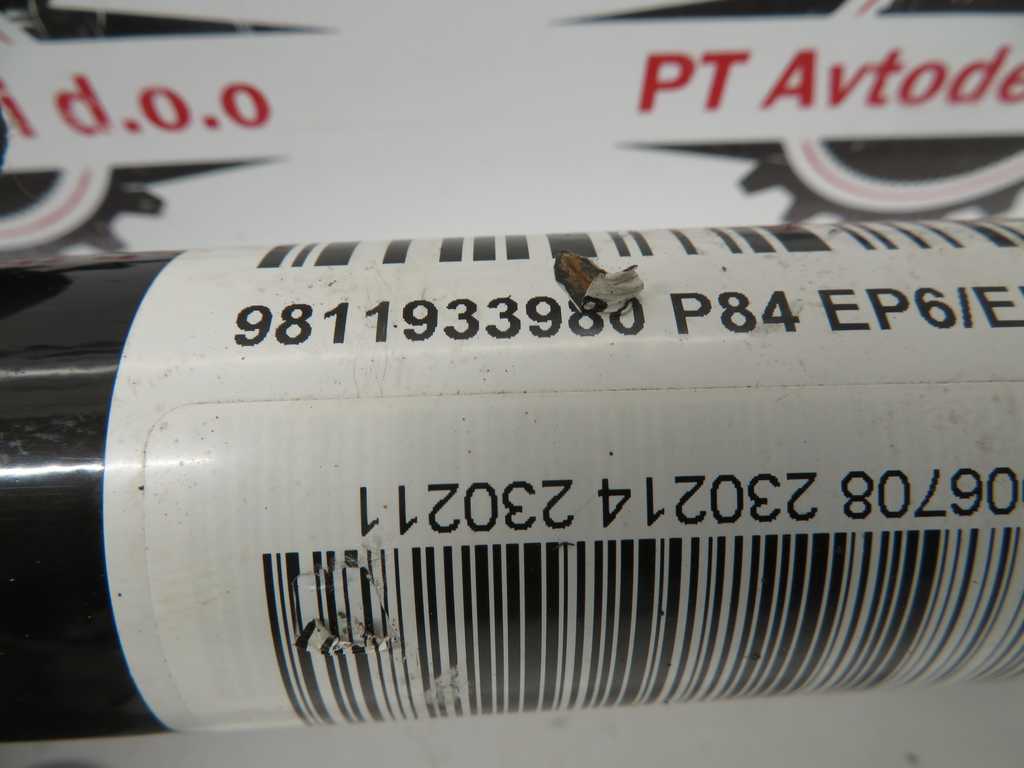 i d.o.o
PT Avtode
9811933980 P84 EP6/E
06708 230214 230211